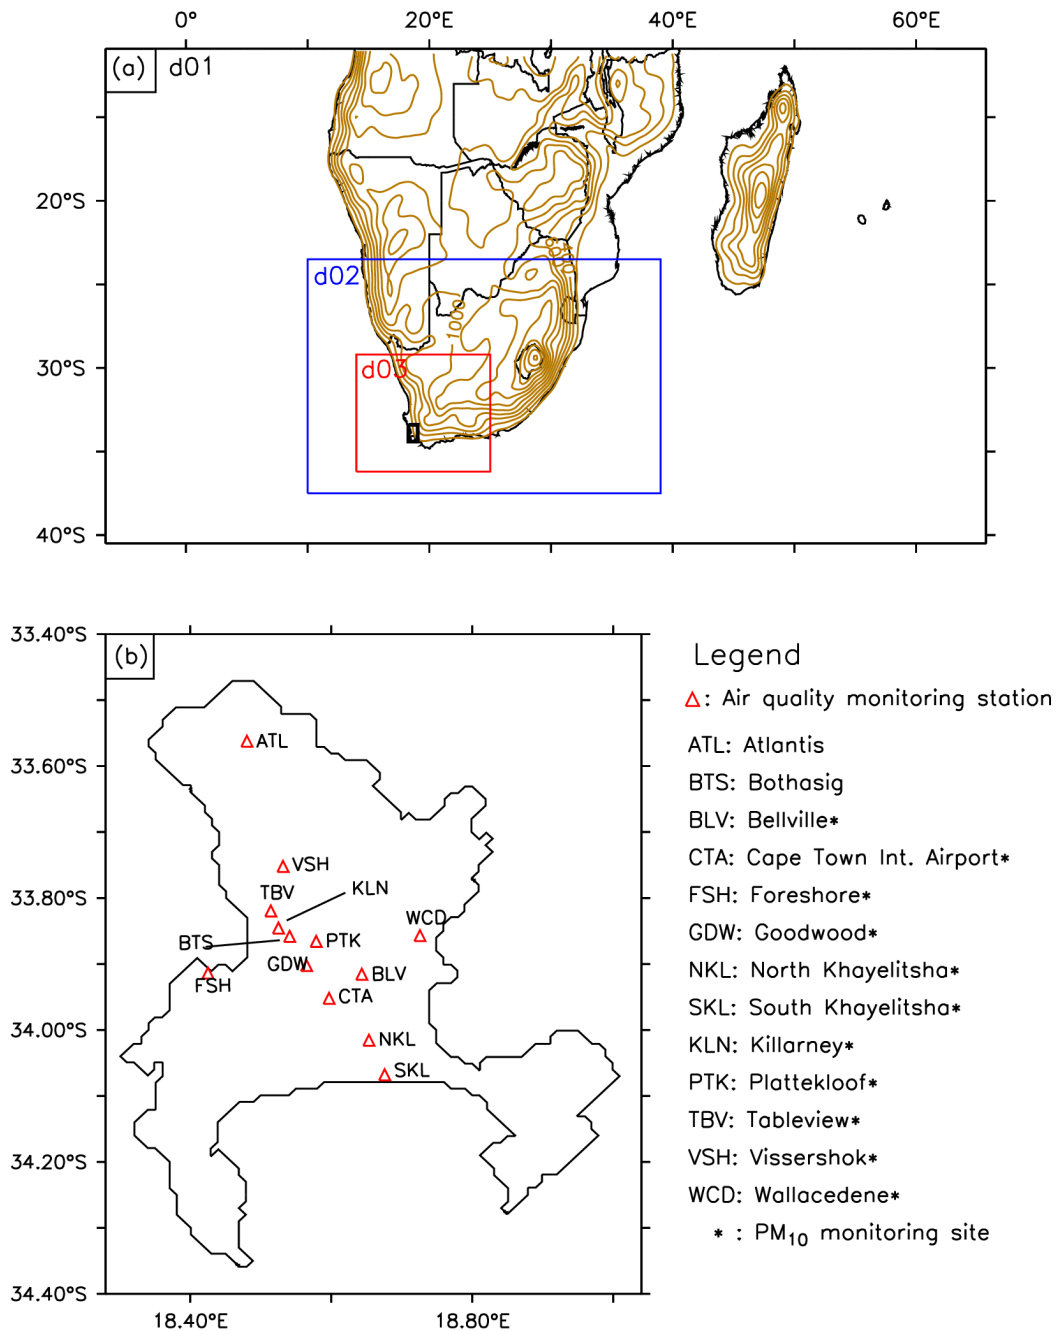 0° 20°E 40°E 60°E
(a) d01
20°S
30°S
40°S
d02
d03
1000
33.40°S
33.60°S
33.80°S
34.00°S
34.20°S
34.40°S
18.40°E 18.80°E
(b)
ATL
VSH
TBV
KLN
WCD
BTS
PTK
GDW
BLV
FSH
CTA
NKL
SKL
Legend
△: Air quality monitoring station
ATL: Atlantis
BTS: Bothasig
BLV: Bellville*
CTA: Cape Town Int. Airport*
FSH: Foreshore*
GDW: Goodwood*
NKL: North Khayelitsha*
SKL: South Khayelitsha*
KLN: Killarney*
PTK: Plattekloof*
TBV: Tableview*
VSH: Vissershok*
WCD: Wallacedene*
* : PM₁₀ monitoring site